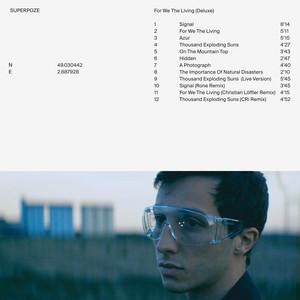 SUPERPOZE
For We The Living (Deluxe)
1 Signal 8'14
2 For We The Living 5'11
3 Azur 5'15
4 Thousand Exploding Suns 4'27
5 On The Mountain Top 3'43
6 Hidden 2'47
7 A Photograph 4'40
8 The Importance Of Natural Disasters 2'10
9 Thousand Exploding Suns (Live Version) 5'45
10 Signal (Rone Remix) 3'45
11 For We The Living (Christian Löffler Remix) 4'15
12 Thousand Exploding Suns (CRi Remix) 4'52
N 49.030442
E 2.687928